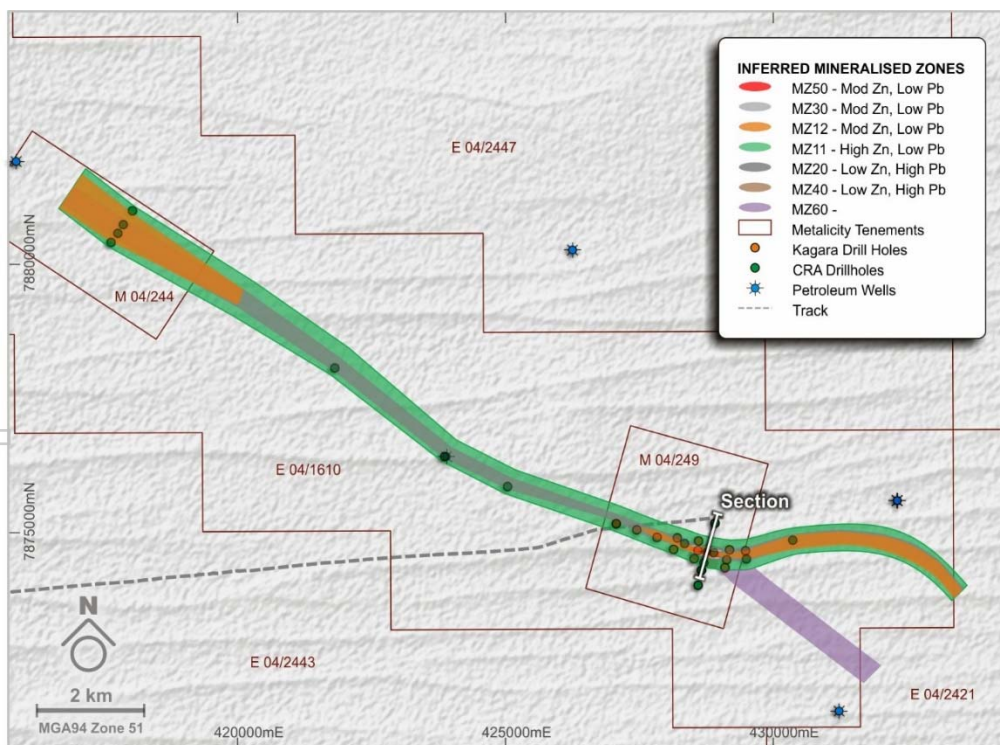 INFERRED MINERALISED ZONES
MZ50 - Mod Zn, Low Pb
MZ30 - Mod Zn, Low Pb
MZ12 - Mod Zn, Low Pb
MZ11 - High Zn, Low Pb
MZ20 - Low Zn, High Pb
MZ40 - Low Zn, High Pb
MZ60 -
Metalicity Tenements
Kagara Drill Holes
CRA Drillholes
Petroleum Wells
Track
E 04/2447
7880000mN
M 04/244
M 04/249
E 04/1610
Section
7875000mN
N
E 04/2443
E 04/2421
2 km
MGA94 Zone 51
420000mE
425000mE
430000mE